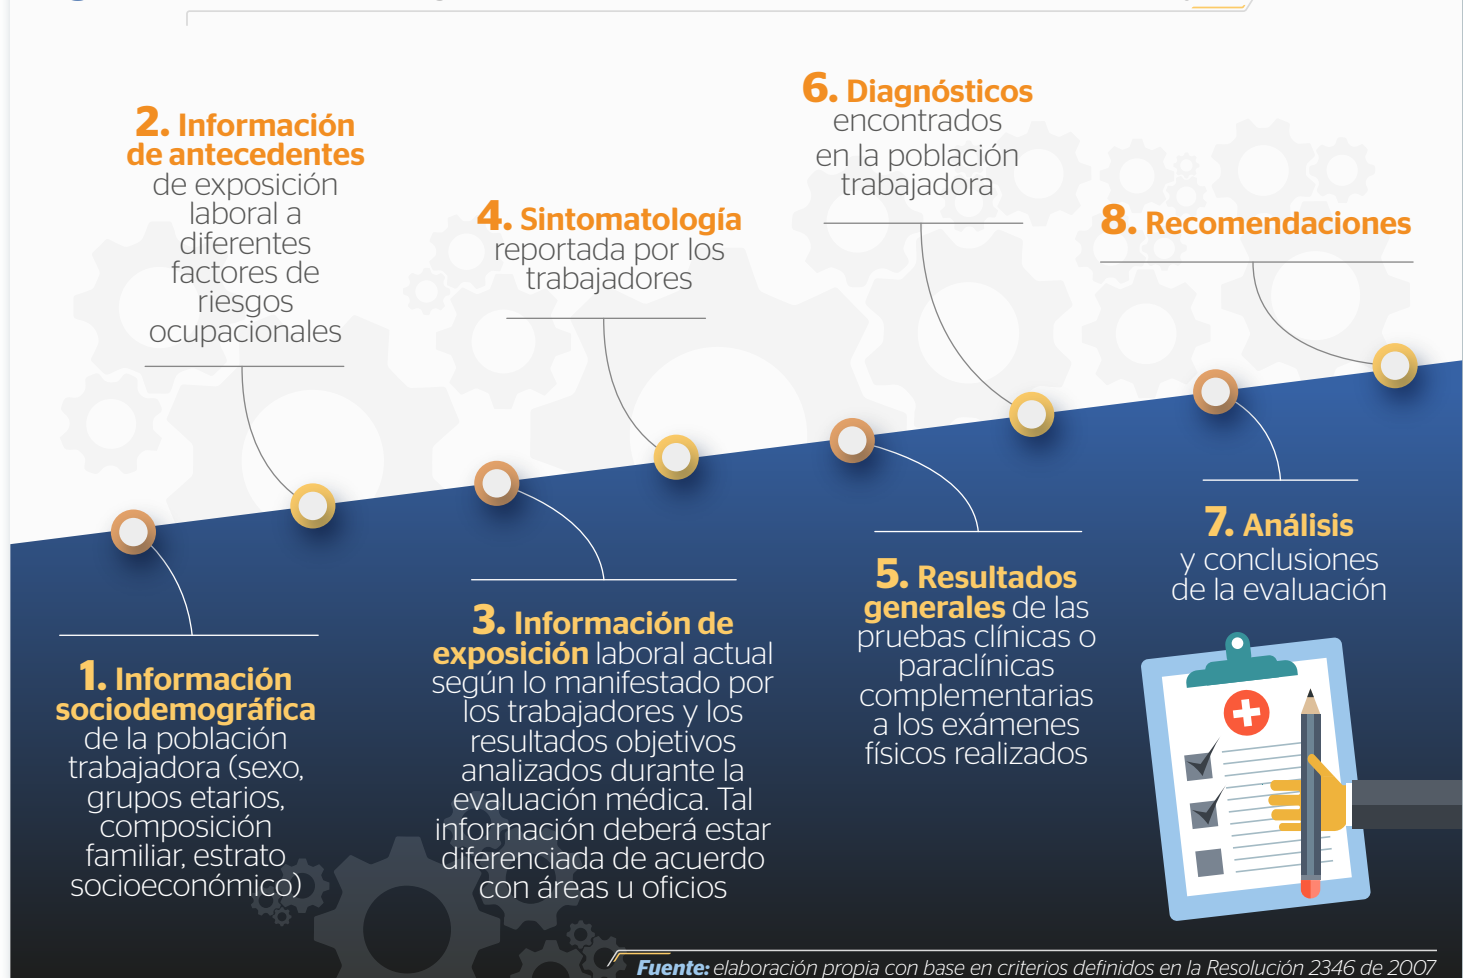 1. Información
sociodemográfica
de la población
trabajadora (sexo,
grupos etarios,
composición
familiar, estrato
socioeconómico)
2. Información
de antecedentes
de exposición
laboral a
diferentes
factores de
riesgos
ocupacionales
3. Información de
exposición laboral actual
según lo manifestado por
los trabajadores y los
resultados objetivos
analizados durante la
evaluación médica. Tal
información deberá estar
diferenciada de acuerdo
con áreas u oficios
4. Sintomatología
reportada por los
trabajadores
5. Resultados
generales de las
pruebas clínicas o
paraclínicas
complementarias
a los exámenes
físicos realizados
6. Diagnósticos
encontrados
en la población
trabajadora
7. Análisis
y conclusiones
de la evaluación
8. Recomendaciones
Fuente: elaboración propia con base en criterios definidos en la Resolución 2346 de 2007